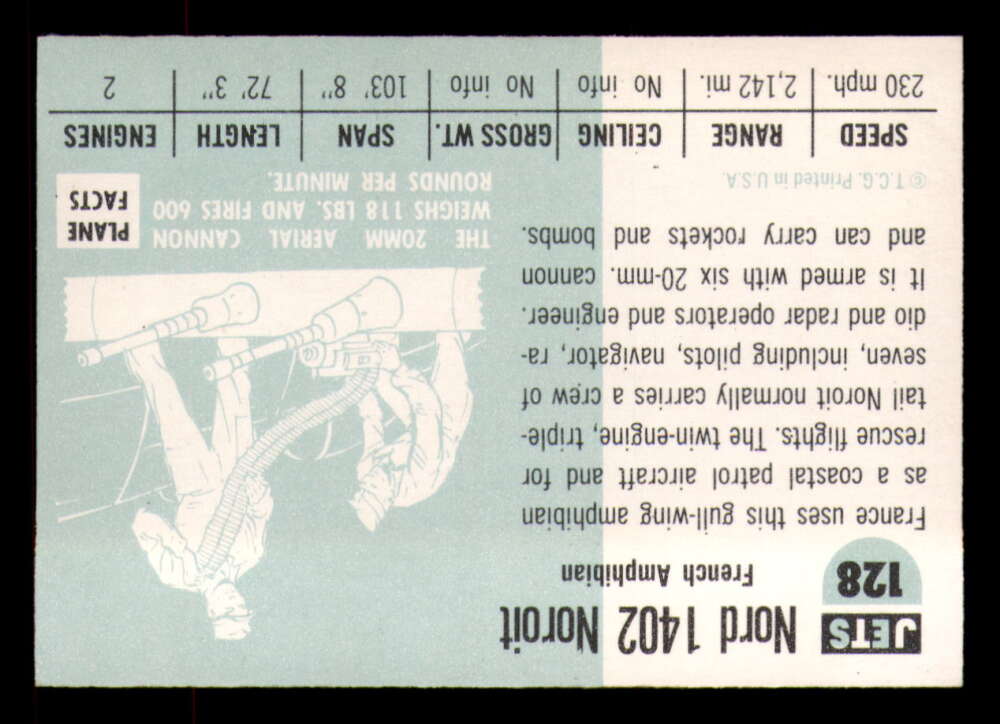 JETS
128
Nord 1402 Noroit
French Amphibian
France uses this gull-wing amphibian
as a coastal patrol aircraft and for
rescue flights. The twin-engine, triple-
tail Noroit normally carries a crew of
seven, including pilots, navigator, ra-
dio and radar operators and engineer.
It is armed with six 20-mm. cannon
and can carry rockets and bombs.
© T.C.G. Printed in U.S.A.
THE 20MM AERIAL CANNON
WEIGHS 118 LBS. AND FIRES 600
ROUNDS PER MINUTE.
PLANE
FACTS
SPEED RANGE CEILING GROSS WT. SPAN LENGTH ENGINES
230 mph. 2,142 mi. No info No info 103' 8" 72' 3" 2